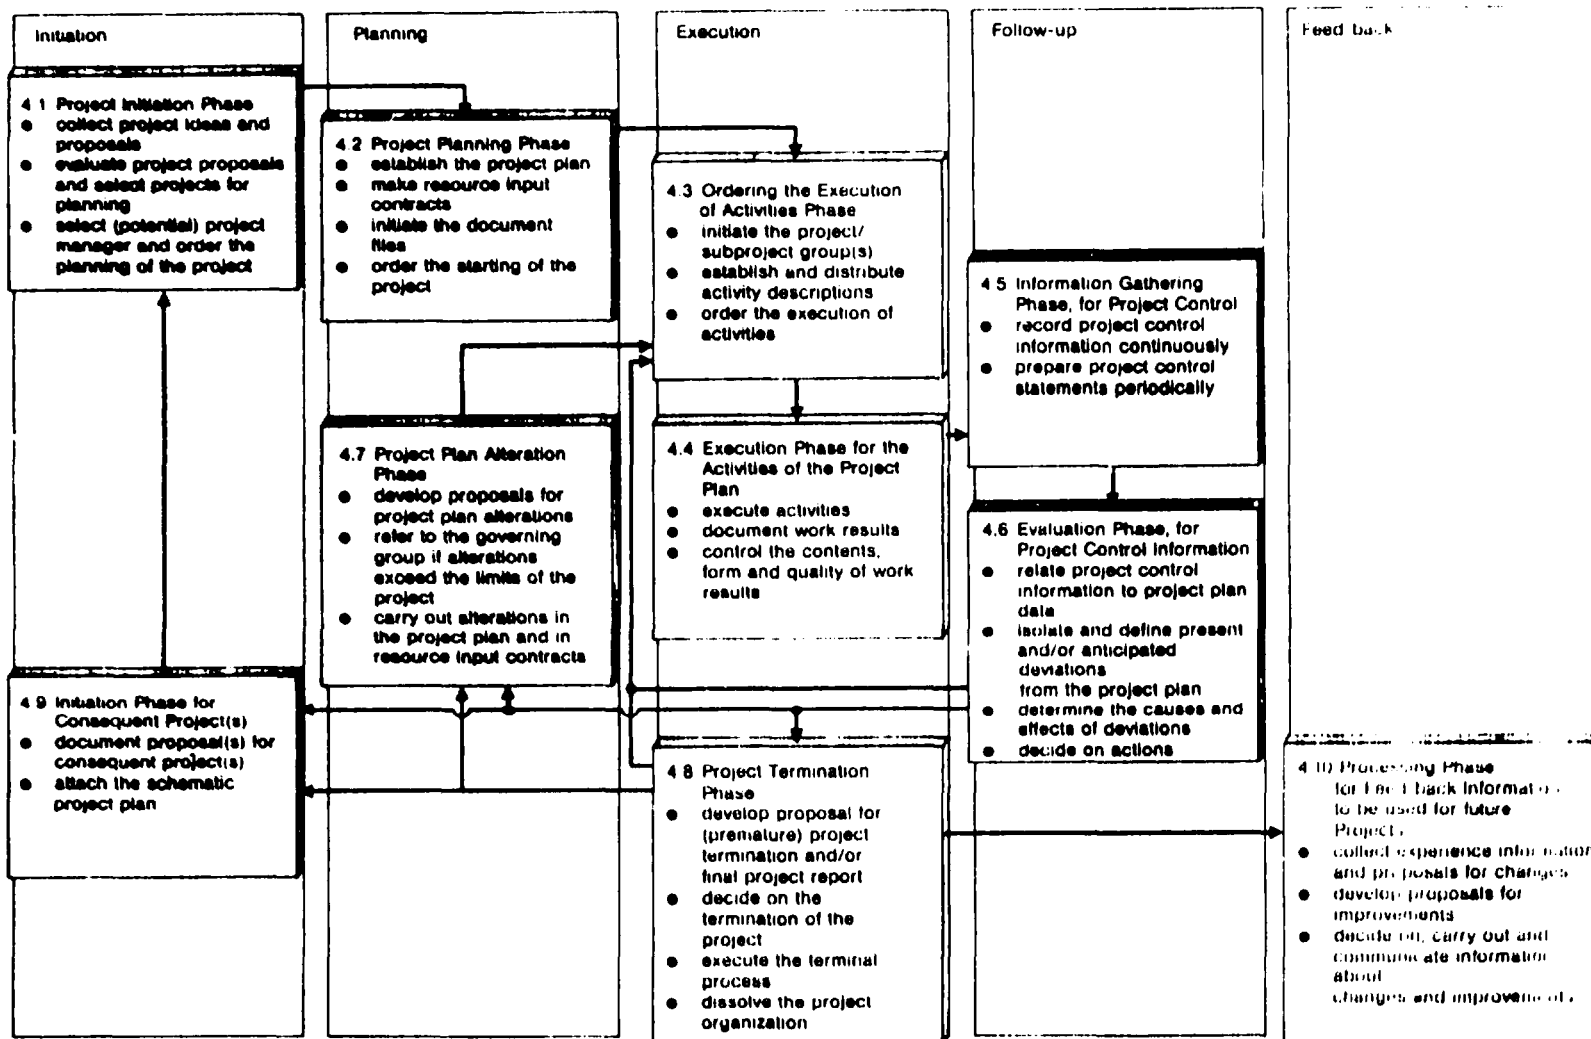 Initiation
Planning
Execution
Follow-up
Feed back
4.1 Project Initiation Phase
● collect project ideas and
proposals
● evaluate project proposals
and select projects for
planning
● select (potential) project
manager and order the
planning of the project
4.2 Project Planning Phase
● establish the project plan
● make resource input
contracts
● initiate the document
files
● order the starting of the
project
4.3 Ordering the Execution
of Activities Phase
● initiate the project/
subproject group(s)
● establish and distribute
activity descriptions
● order the execution of
activities
4.5 Information Gathering
Phase, for Project Control
● record project control
information continuously
● prepare project control
statements periodically
4.7 Project Plan Alteration
Phase
● develop proposals for
project plan alterations
● refer to the governing
group if alterations
exceed the limits of the
project
● carry out alterations in
the project plan and in
resource input contracts
4.4 Execution Phase for the
Activities of the Project
Plan
● execute activities
● document work results
● control the contents,
form and quality of work
results
4.6 Evaluation Phase, for
Project Control Information
● relate project control
information to project plan
data
● isolate and define present
and/or anticipated
deviations
from the project plan
● determine the causes and
effects of deviations
● decide on actions
4.9 Initiation Phase for
Consequent Project(s)
● document proposal(s) for
consequent project(s)
● attach the schematic
project plan
4.8 Project Termination
Phase
● develop proposal for
(premature) project
termination and/or
final project report
● decide on the
termination of the
project
● execute the terminal
process
● dissolve the project
organization
4.10 Processing Phase
for Feed back Information
to be used for future
Projects
● collect experience information
and proposals for changes
● develop proposals for
improvements
● decide on, carry out and
communicate information
about
changes and improvements